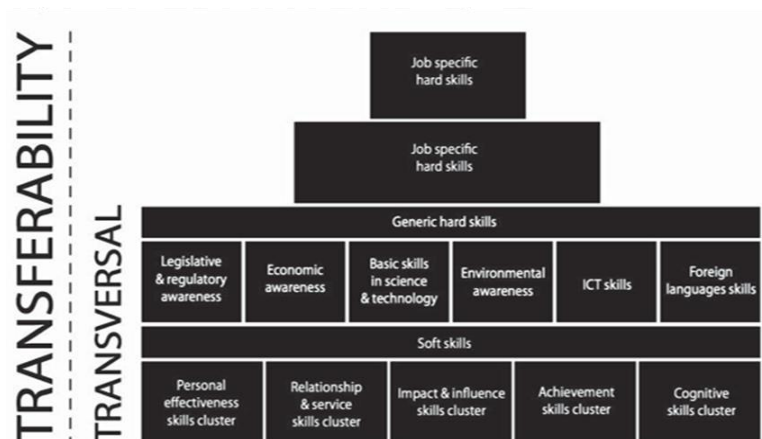 TRANSFERABILITY
TRANSVERSAL
Job specific
hard skills
Job specific
hard skills
Generic hard skills
Legislative
& regulatory
awareness
Economic
awareness
Basic skills
in science
& technology
Environmental
awareness
ICT skills
Foreign
languages skills
Soft skills
Personal
effectiveness
skills cluster
Relationship
& service
skills cluster
Impact & influence
skills cluster
Achievement
skills cluster
Cognitive
skills cluster